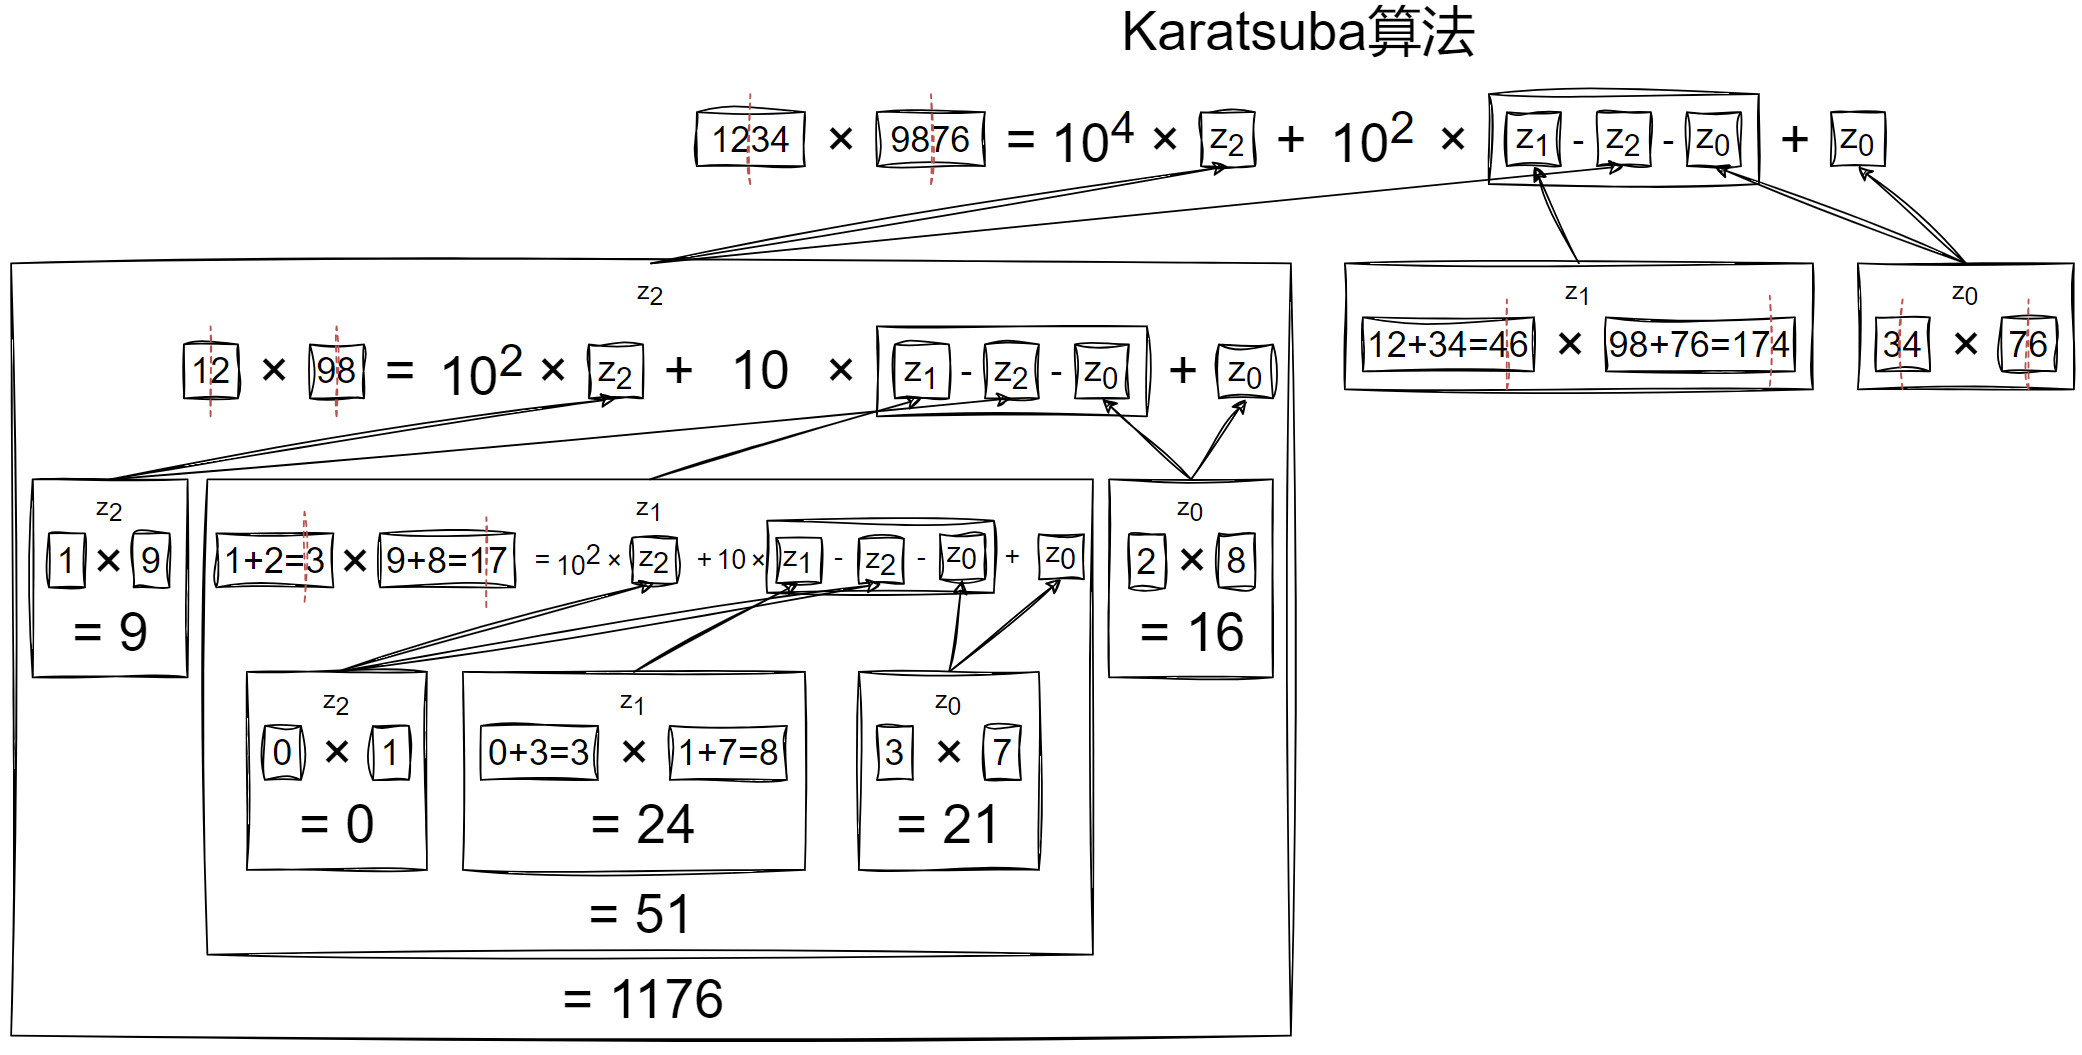 Karatsuba算法
1234 × 9876 = 10⁴ × z₂ + 10² × z₁ - z₂ - z₀ + z₀
z₂
12 × 98 = 10² × z₂ + 10 × z₁ - z₂ - z₀ + z₀
z₂
1 × 9
= 9
z₁
1+2=3 × 9+8=17 = 10² × z₂ + 10 × z₁ - z₂ - z₀ + z₀
z₂
0 × 1
= 0
z₁
0+3=3 × 1+7=8
= 24
z₀
3 × 7
= 21
= 51
z₀
2 × 8
= 16
= 1176
z₁
12+34=46 × 98+76=174
z₀
34 × 76